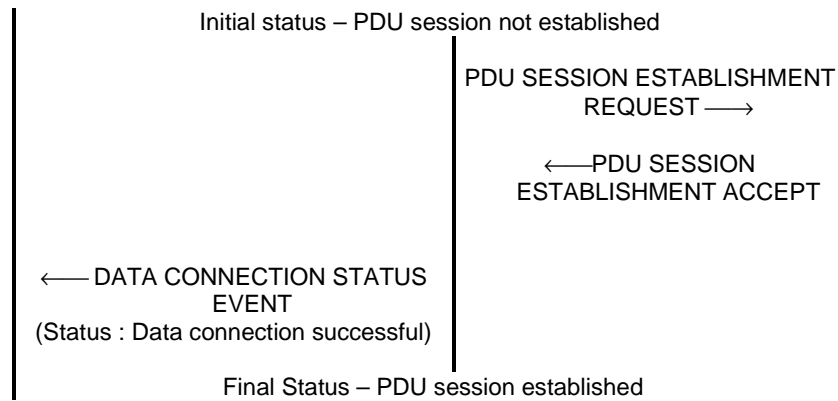 Initial status – PDU session not established
PDU SESSION ESTABLISHMENT
REQUEST ⟶
⟵PDU SESSION
ESTABLISHMENT ACCEPT
⟵ DATA CONNECTION STATUS
EVENT
(Status : Data connection successful)
Final Status – PDU session established